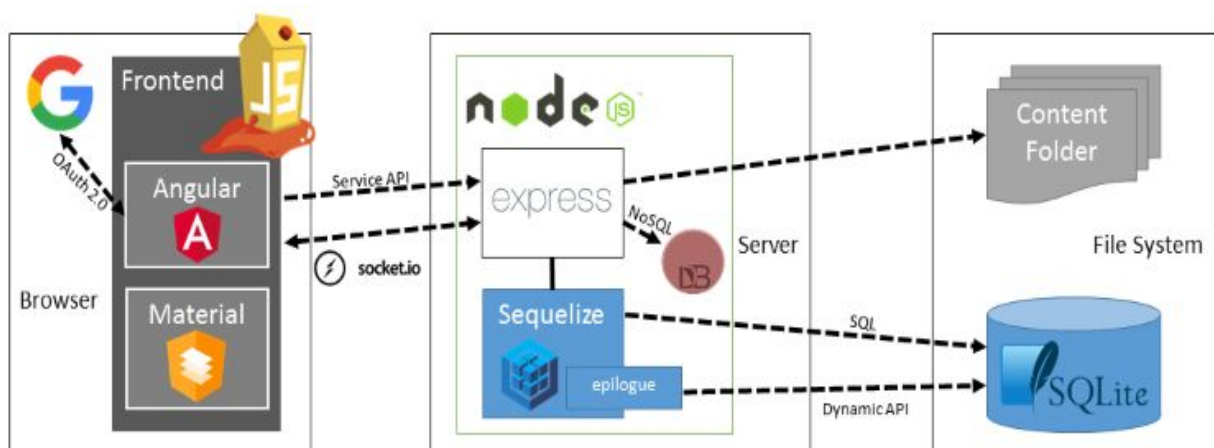 Frontend
JS
OAuth 2.0
Angular
A
Material
Browser
Service API
socket.io
node
JS
express
NoSQL
DB
Server
Sequelize
epilogue
SQL
Dynamic API
Content
Folder
File System
SQLite